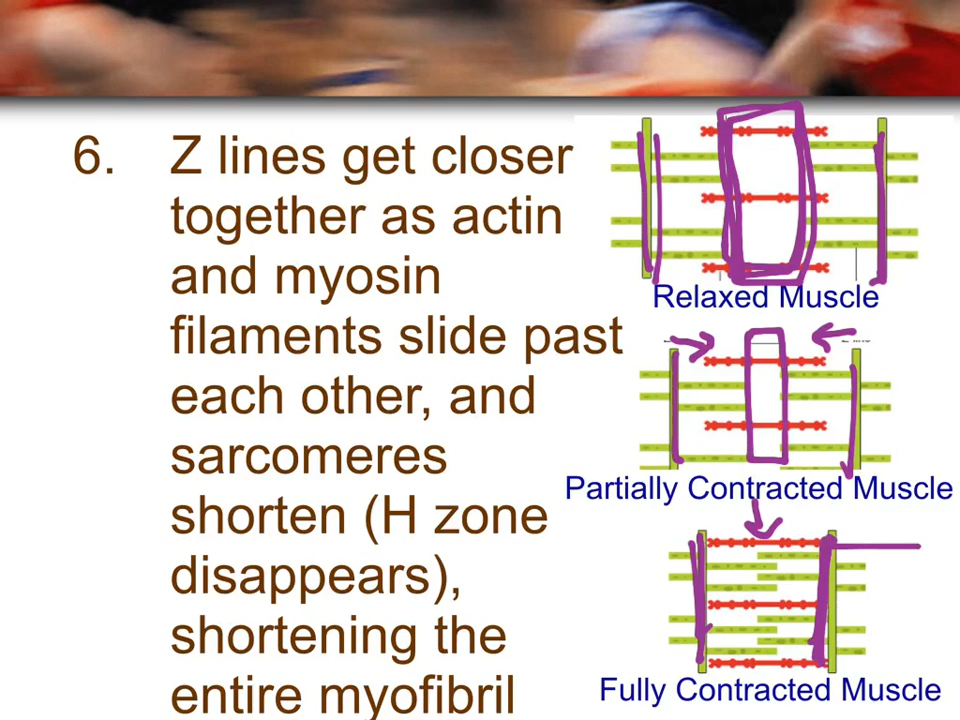 6. Z lines get closer
together as actin
and myosin
filaments slide past
each other, and
sarcomeres
shorten (H zone
disappears),
shortening the
entire myofibril
Relaxed Muscle
Partially Contracted Muscle
Fully Contracted Muscle